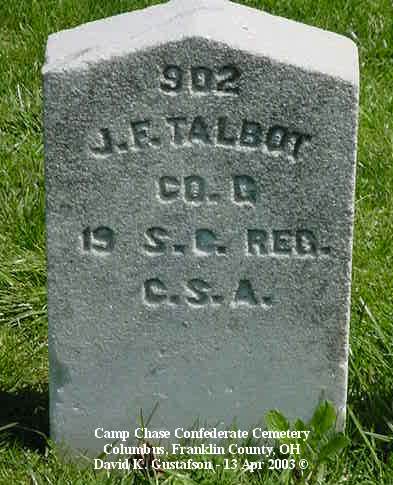 902
J.F. TALBOT
CO. G
19 S.C. REG.
C.S.A.
Camp Chase Confederate Cemetery
Columbus, Franklin County, OH
David K. Gustafson - 13 Apr 2003 ©